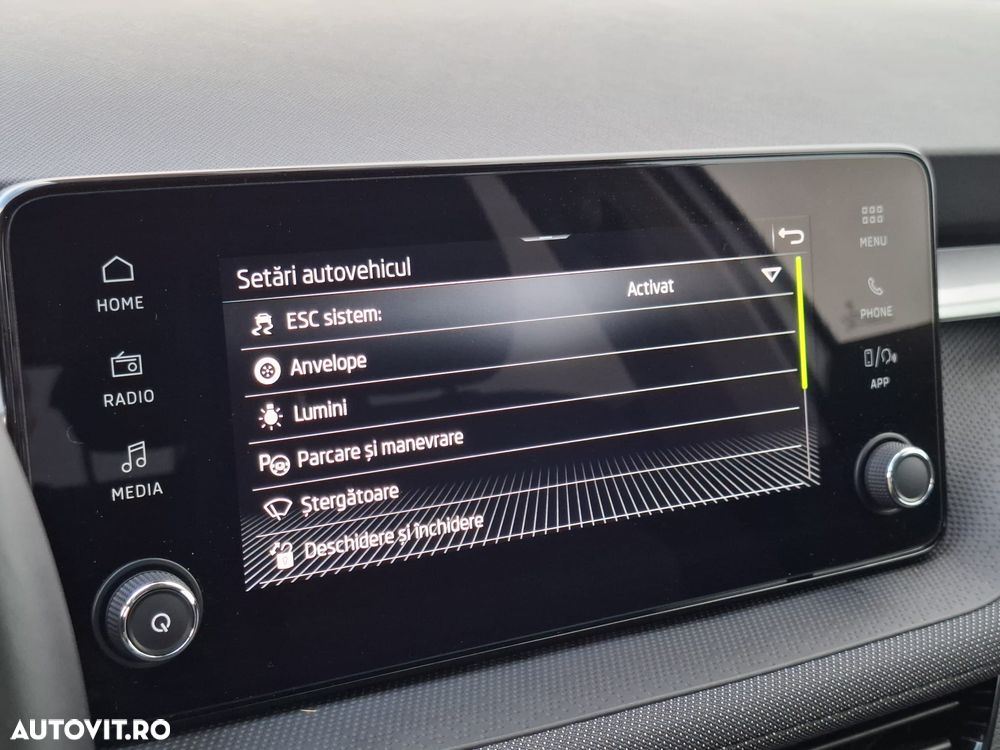 Setări autovehicul
ESC sistem: Activat
Anvelope
Lumini
P Parcare și manevrare
Ștergătoare
Deschidere și închidere
HOME
RADIO
MEDIA
MENU
PHONE
APP
AUTOVIT.RO